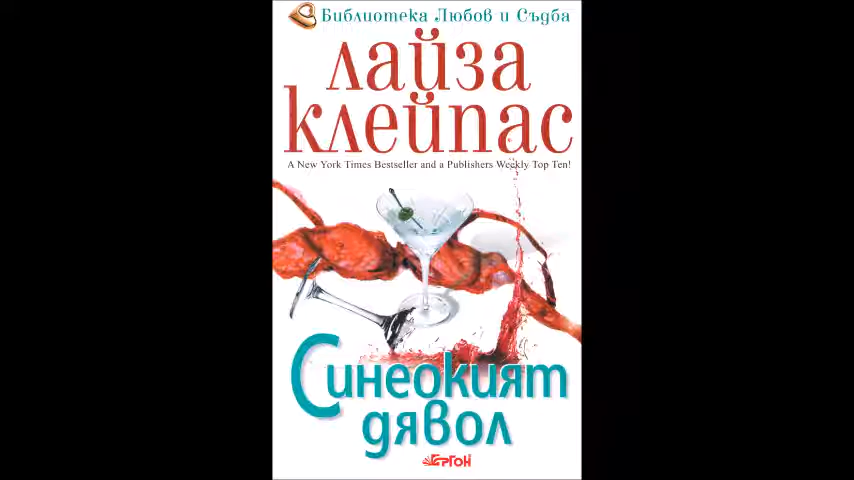 Библиотека Любов и Съдба
Лайза
Клейпас
A New York Times Bestseller and a Publishers Weekly Top Ten!
Синеокият
дявол
ЕРГОН